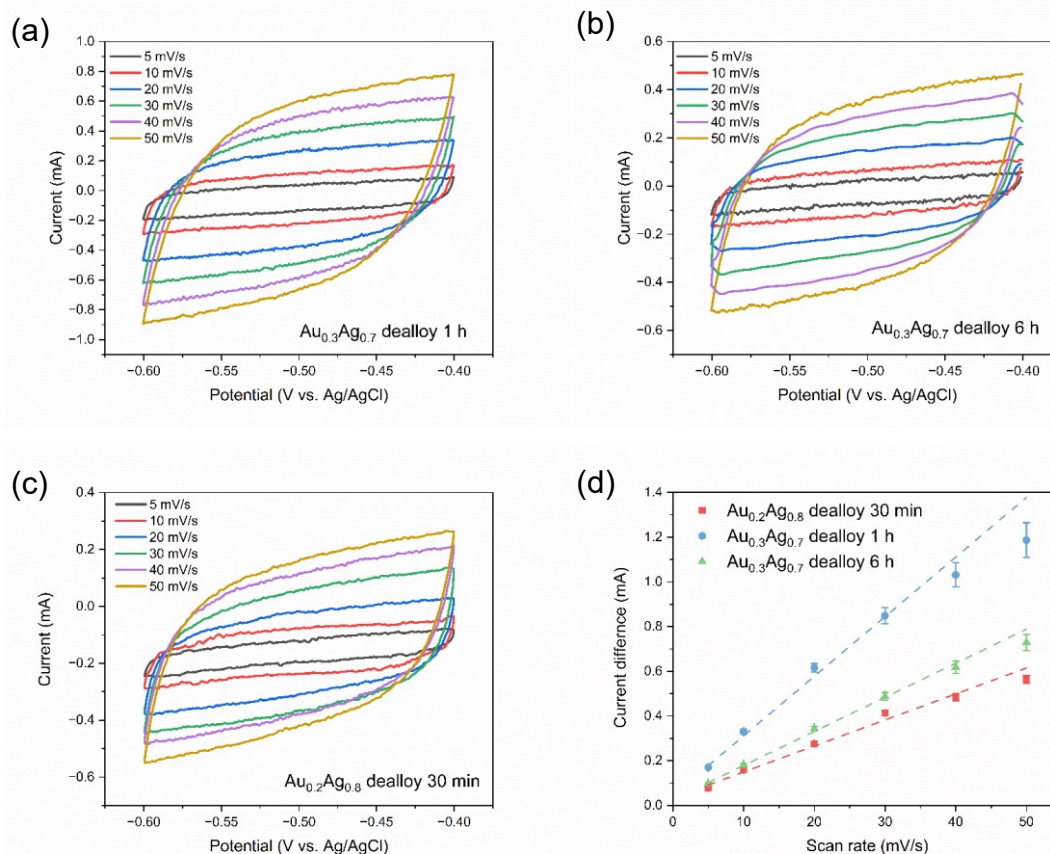 (a)
1.0
0.8
0.6
0.4
0.2
0.0
−0.2
−0.4
−0.6
−0.8
−1.0
Current (mA)
5 mV/s
10 mV/s
20 mV/s
30 mV/s
40 mV/s
50 mV/s
Au0.3Ag0.7 dealloy 1 h
−0.60 −0.55 −0.50 −0.45 −0.40
Potential (V vs. Ag/AgCl)
(b)
0.6
0.4
0.2
0.0
−0.2
−0.4
−0.6
Current (mA)
5 mV/s
10 mV/s
20 mV/s
30 mV/s
40 mV/s
50 mV/s
Au0.3Ag0.7 dealloy 6 h
−0.60 −0.55 −0.50 −0.45 −0.40
Potential (V vs. Ag/AgCl)
(c)
0.4
0.2
0.0
−0.2
−0.4
−0.6
Current (mA)
5 mV/s
10 mV/s
20 mV/s
30 mV/s
40 mV/s
50 mV/s
Au0.2Ag0.8 dealloy 30 min
−0.60 −0.55 −0.50 −0.45 −0.40
Potential (V vs. Ag/AgCl)
(d)
1.4
1.2
1.0
0.8
0.6
0.4
0.2
0.0
Current diffenence (mA)
Au0.2Ag0.8 dealloy 30 min
Au0.3Ag0.7 dealloy 1 h
Au0.3Ag0.7 dealloy 6 h
10 20 30 40 50
Scan rate (mV/s)